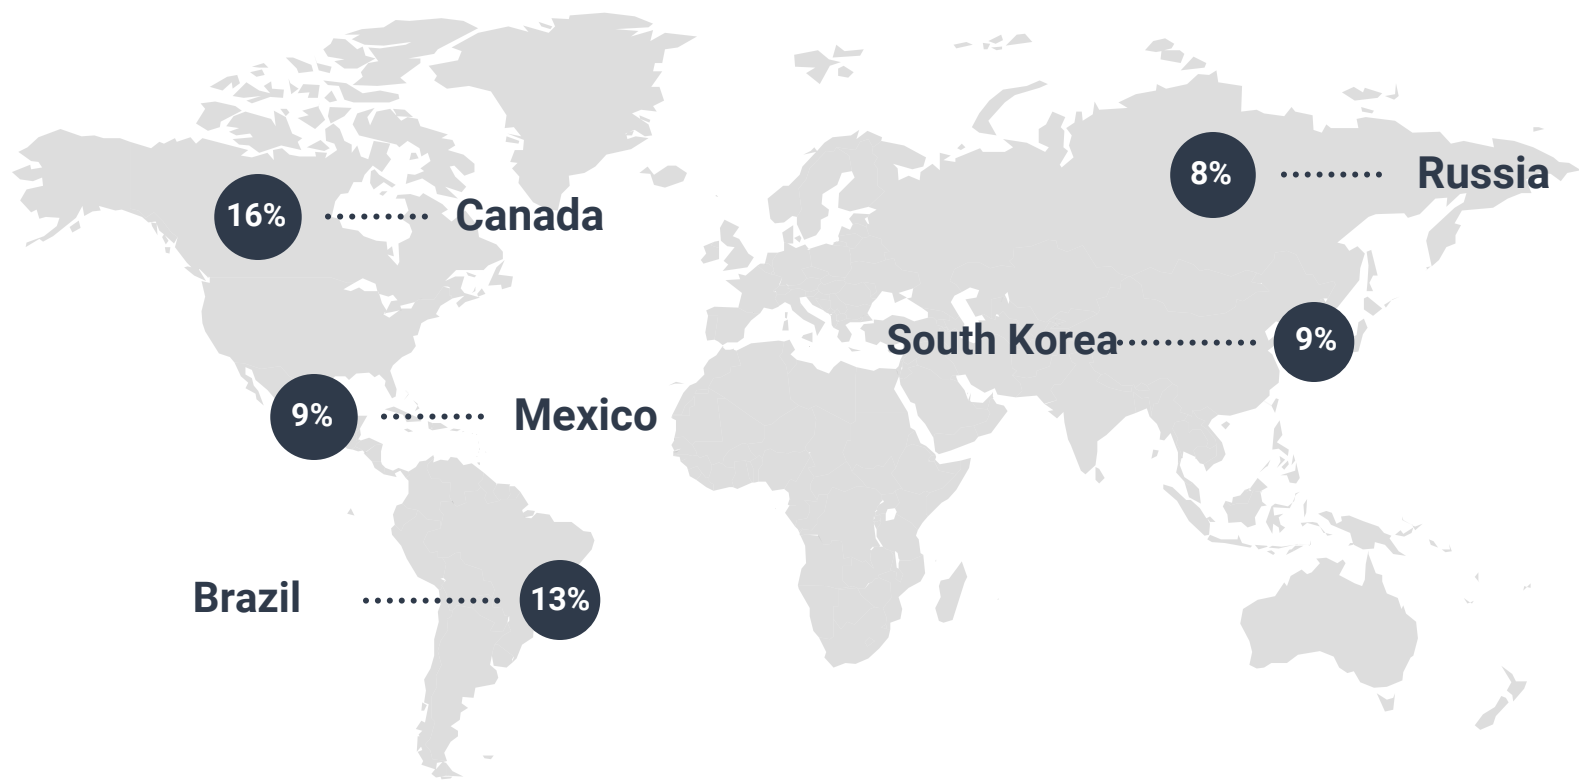 8%
Russia
16%
Canada
South Korea
9%
9%
Mexico
Brazil
13%